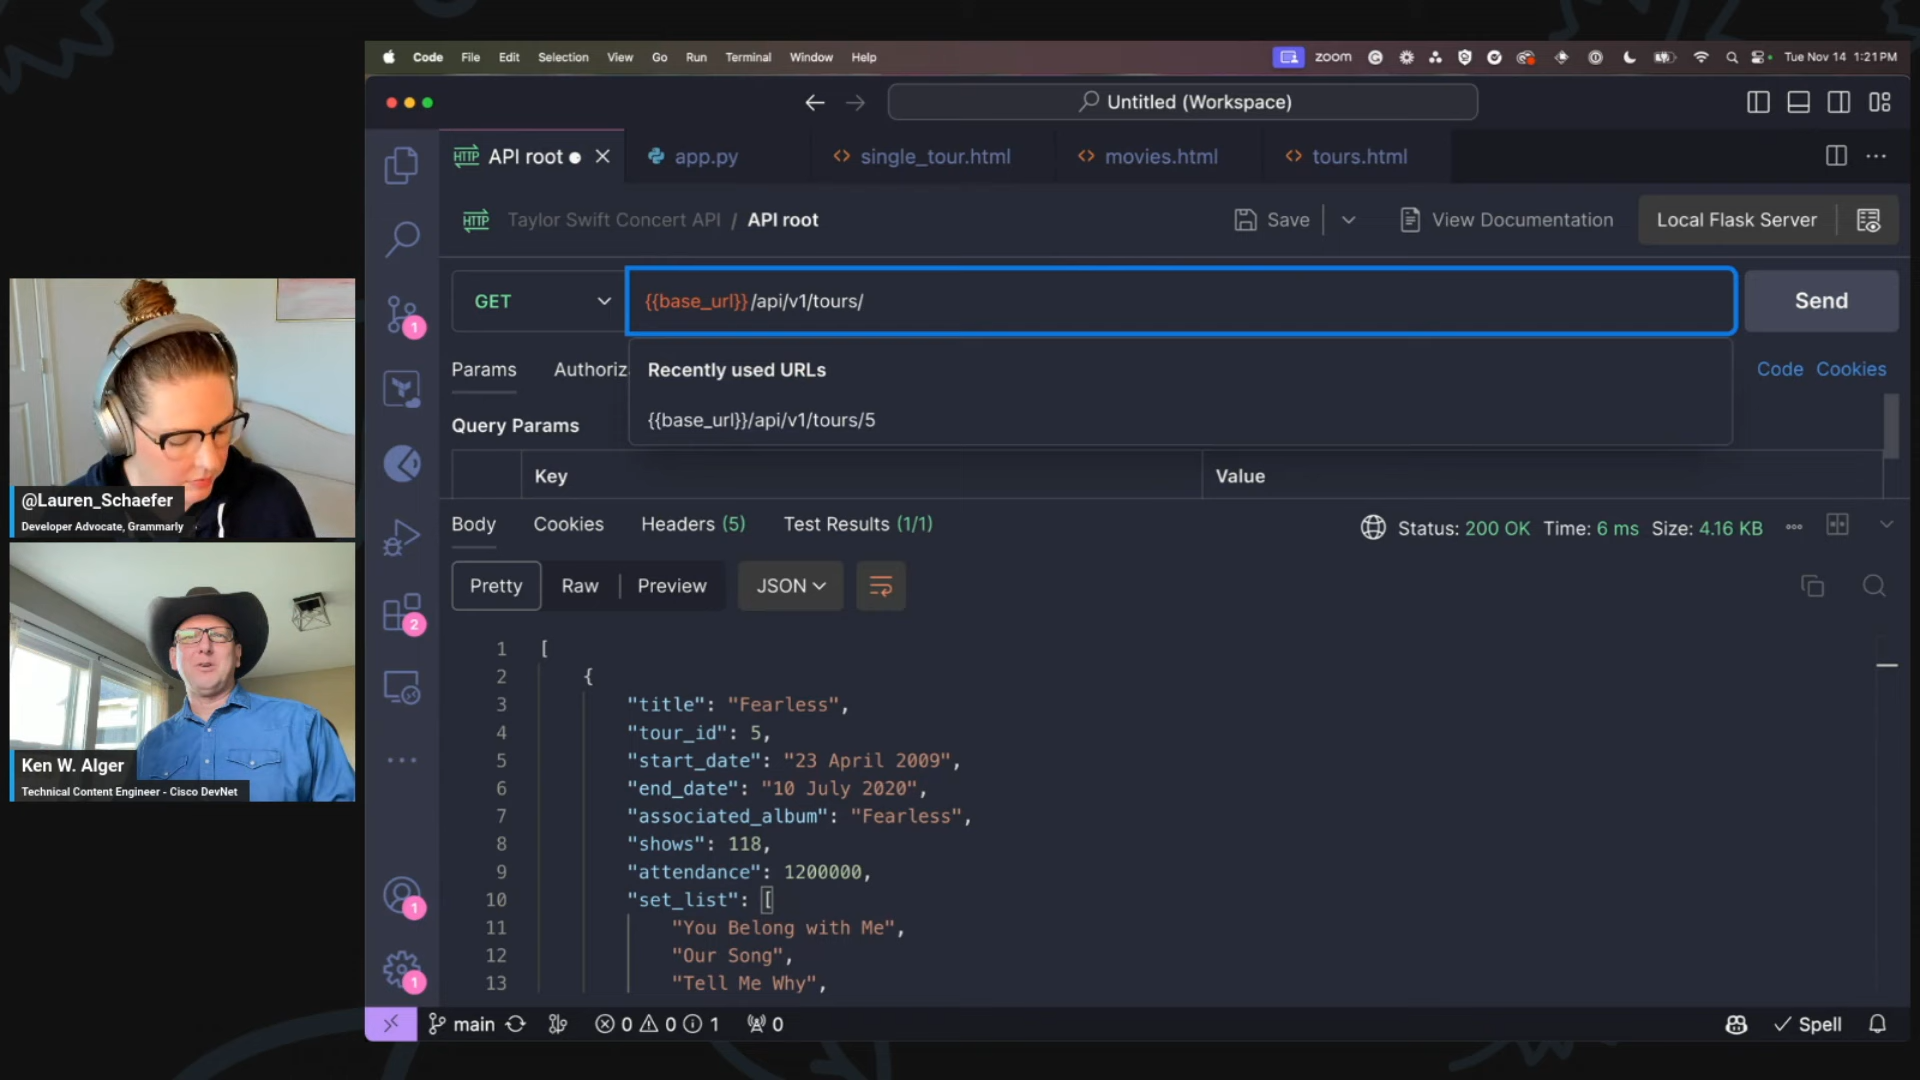 Code File Edit Selection View Go Run Terminal Window Help zoom Tue Nov 14 1:21 PM
Untitled (Workspace)
HTTP API root app.py single_tour.html movies.html tours.html
HTTP Taylor Swift Concert API / API root Save View Documentation Local Flask Server
GET {{base_url}}/api/v1/tours/ Send
Params Authoriz Recently used URLs Code Cookies
{{base_url}}/api/v1/tours/5
Query Params
Key Value
Body Cookies Headers (5) Test Results (1/1) Status: 200 OK Time: 6 ms Size: 4.16 KB
Pretty Raw Preview JSON
1 [
2 {
3 "title": "Fearless",
4 "tour_id": 5,
5 "start_date": "23 April 2009",
6 "end_date": "10 July 2020",
7 "associated_album": "Fearless",
8 "shows": 118,
9 "attendance": 1200000,
10 "set_list": [
11 "You Belong with Me",
12 "Our Song",
13 "Tell Me Why",
1
2
1
1
main 0 0 1 0 Spell
@Lauren_Schaefer
Developer Advocate, Grammarly
Ken W. Alger
Technical Content Engineer - Cisco DevNet